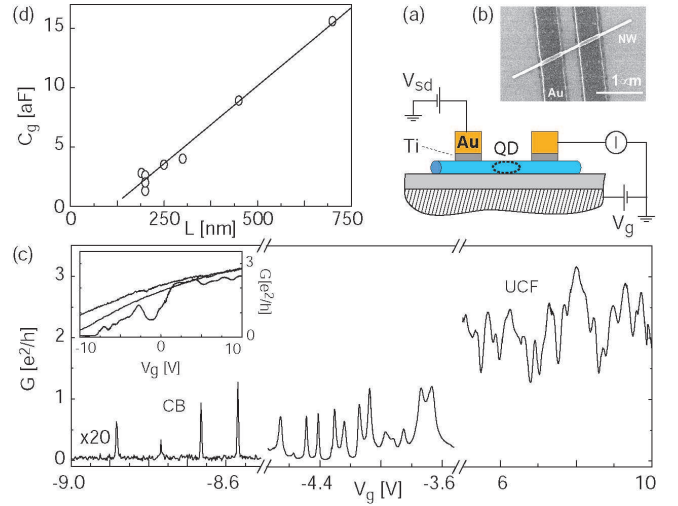 (d)
15
10
5
0
C_g [aF]
0
250
500
750
L [nm]
(a)
(b)
NW
1 ∝m
Au
V_sd
Au
Ti
QD
I
V_g
(c)
3
2
1
0
G [e²/h]
3
0
G[e²/h]
-10
0
10
V_g [V]
CB
x20
UCF
-9.0
-8.6
-4.4
-3.6
6
10
V_g [V]